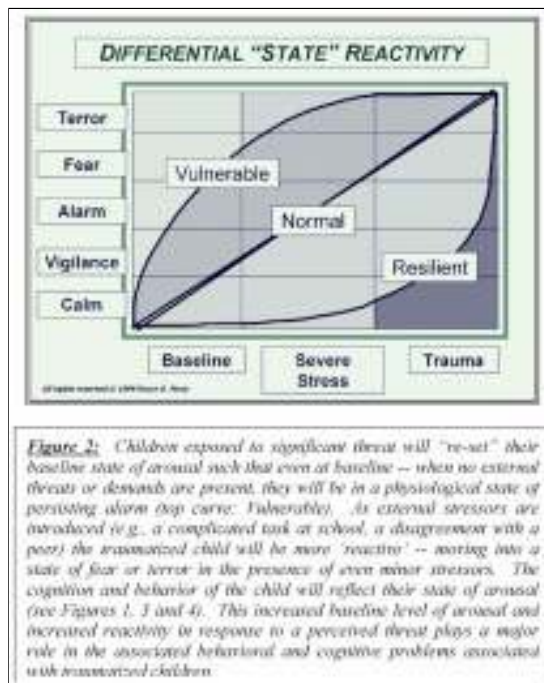 DIFFERENTIAL "STATE" REACTIVITY
Terror
Fear
Alarm
Vigilance
Calm
Vulnerable
Normal
Resilient
Baseline
Severe
Stress
Trauma
All rights reserved © 1999 Bruce D. Perry
Figure 2: Children exposed to significant threat will "re-set" their
baseline state of arousal such that even at baseline -- when no external
threats or demands are present, they will be in a physiological state of
persisting alarm (top curve: Vulnerable). As external stressors are
introduced (e.g., a complicated task at school, a disagreement with a
peer) the traumatized child will be more 'reactive' -- moving into a
state of fear or terror in the presence of even minor stressors. The
cognition and behavior of the child will reflect their state of arousal
(see Figures 1, 3 and 4). This increased baseline level of arousal and
increased reactivity in response to a perceived threat plays a major
role in the associated behavioral and cognitive problems associated
with traumatized children.